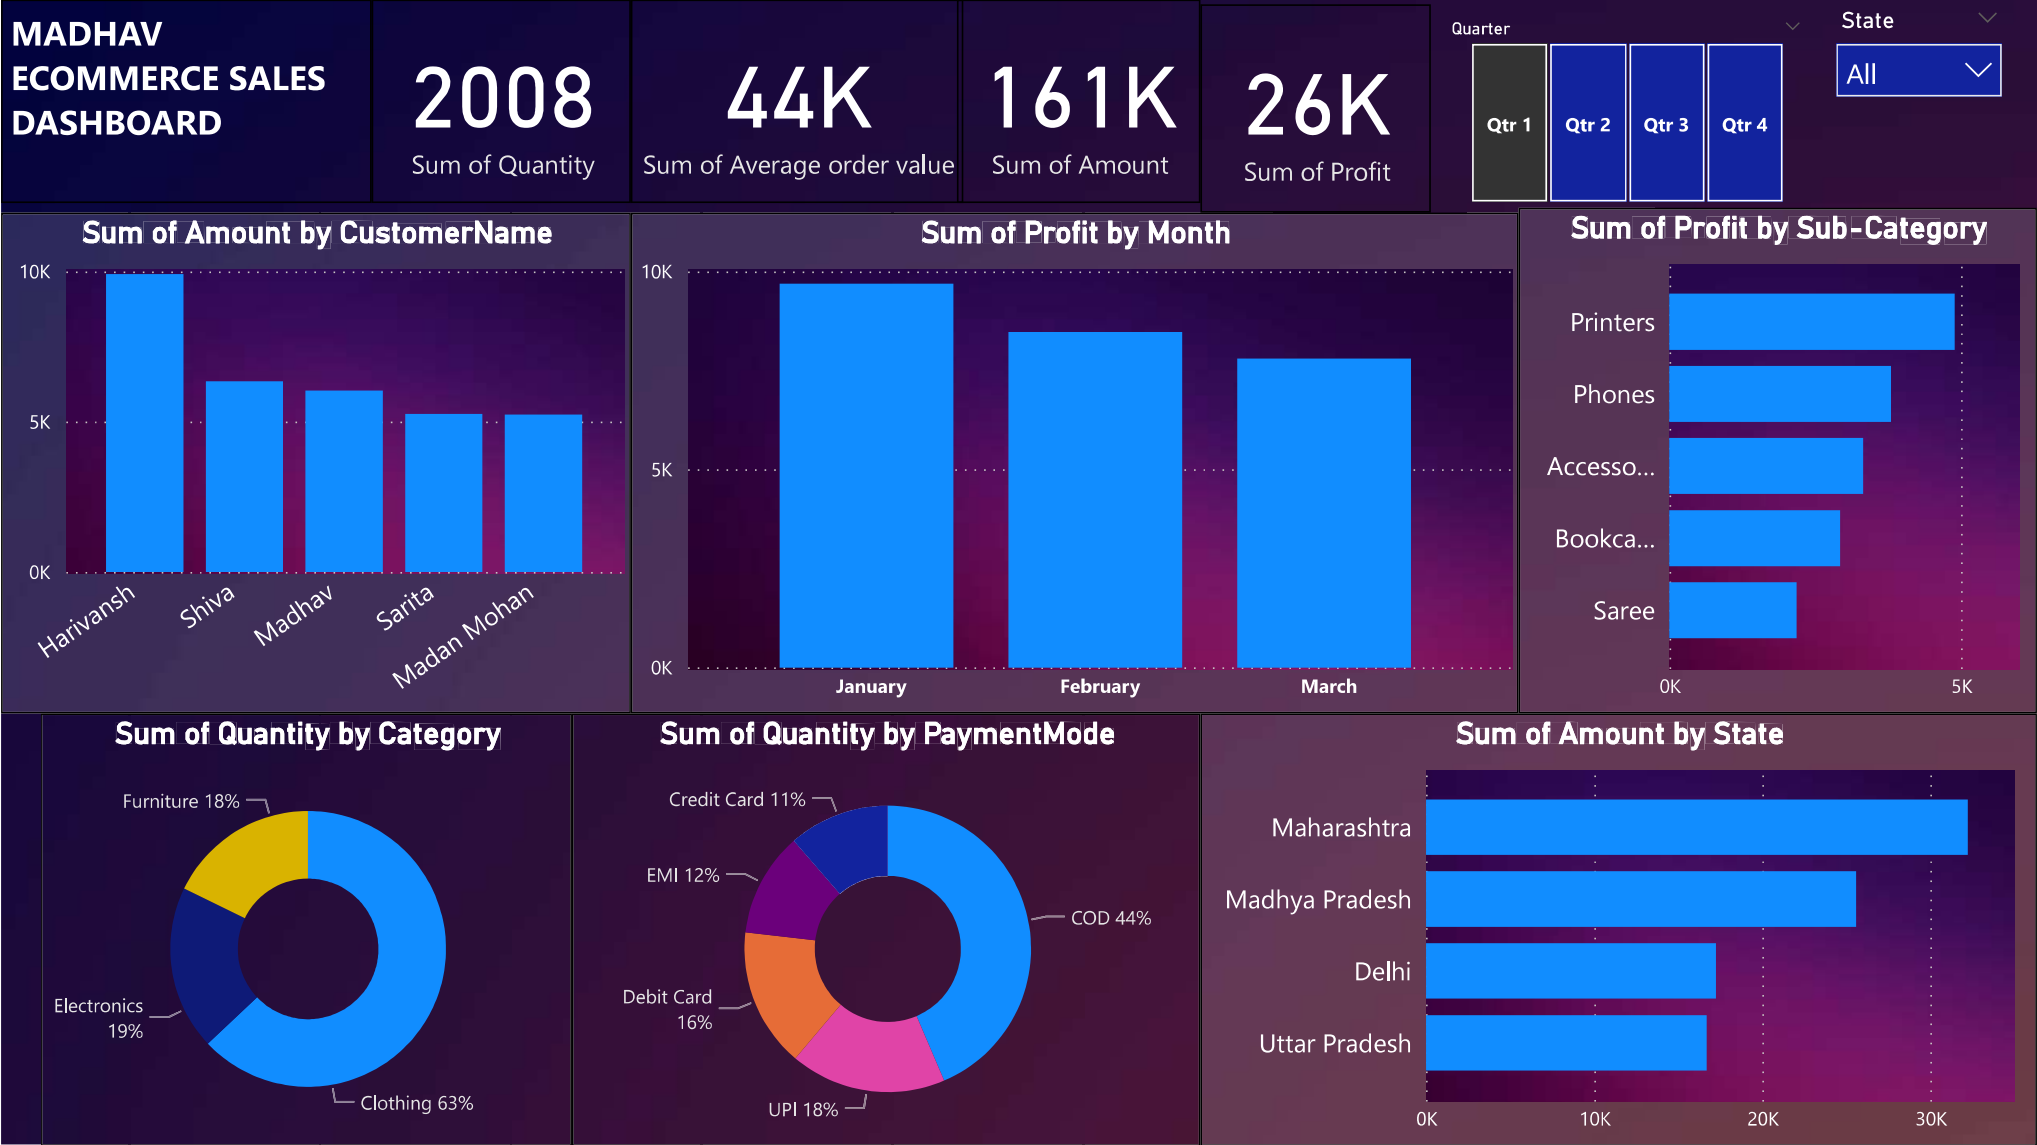 MADHAV
ECOMMERCE SALES
DASHBOARD
2008
Sum of Quantity
44K
Sum of Average order value
161K
Sum of Amount
26K
Sum of Profit
Quarter
Qtr 1
Qtr 2
Qtr 3
Qtr 4
State
All
Sum of Amount by CustomerName
10K
5K
0K
Harivansh
Shiva
Madhav
Sarita
Madan Mohan
Sum of Profit by Month
10K
5K
0K
January
February
March
Sum of Profit by Sub-Category
Printers
Phones
Accesso...
Bookca...
Saree
0K
5K
Sum of Quantity by Category
Furniture 18%
Electronics
19%
Clothing 63%
Sum of Quantity by PaymentMode
Credit Card 11%
EMI 12%
Debit Card
16%
UPI 18%
COD 44%
Sum of Amount by State
Maharashtra
Madhya Pradesh
Delhi
Uttar Pradesh
0K
10K
20K
30K